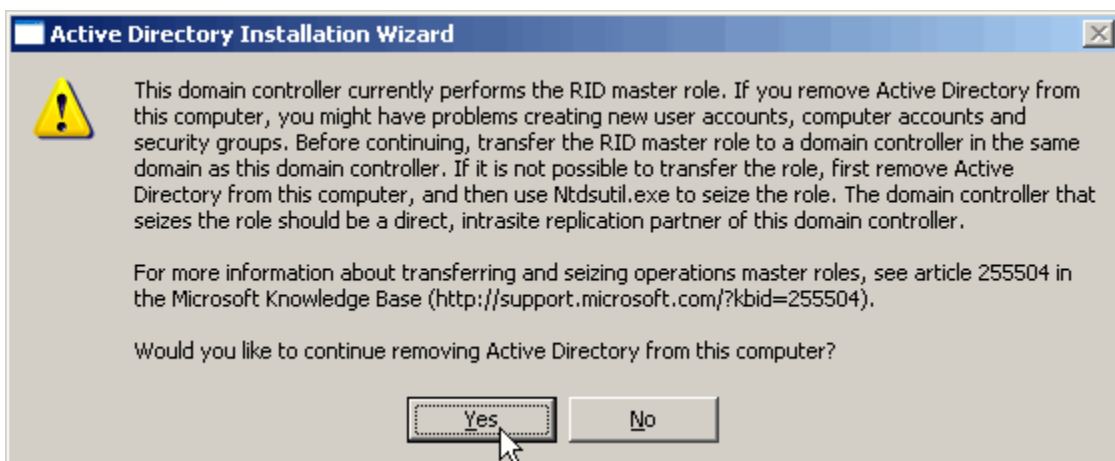 Active Directory Installation Wizard
This domain controller currently performs the RID master role. If you remove Active Directory from
this computer, you might have problems creating new user accounts, computer accounts and
security groups. Before continuing, transfer the RID master role to a domain controller in the same
domain as this domain controller. If it is not possible to transfer the role, first remove Active
Directory from this computer, and then use Ntdsutil.exe to seize the role. The domain controller that
seizes the role should be a direct, intrasite replication partner of this domain controller.
For more information about transferring and seizing operations master roles, see article 255504 in
the Microsoft Knowledge Base (http://support.microsoft.com/?kbid=255504).
Would you like to continue removing Active Directory from this computer?
Yes
No